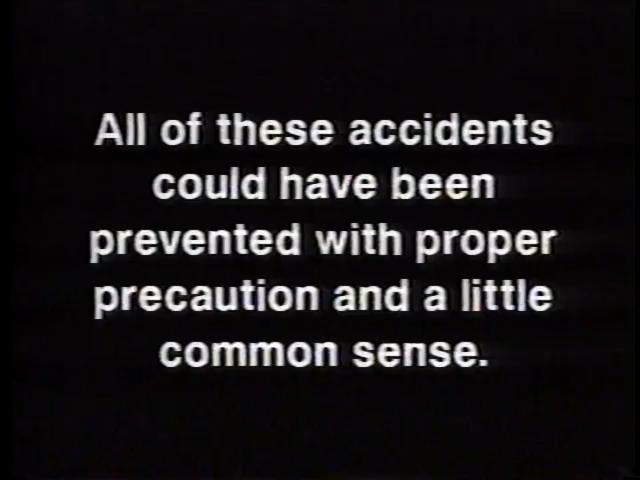 All of these accidents
could have been
prevented with proper
precaution and a little
common sense.